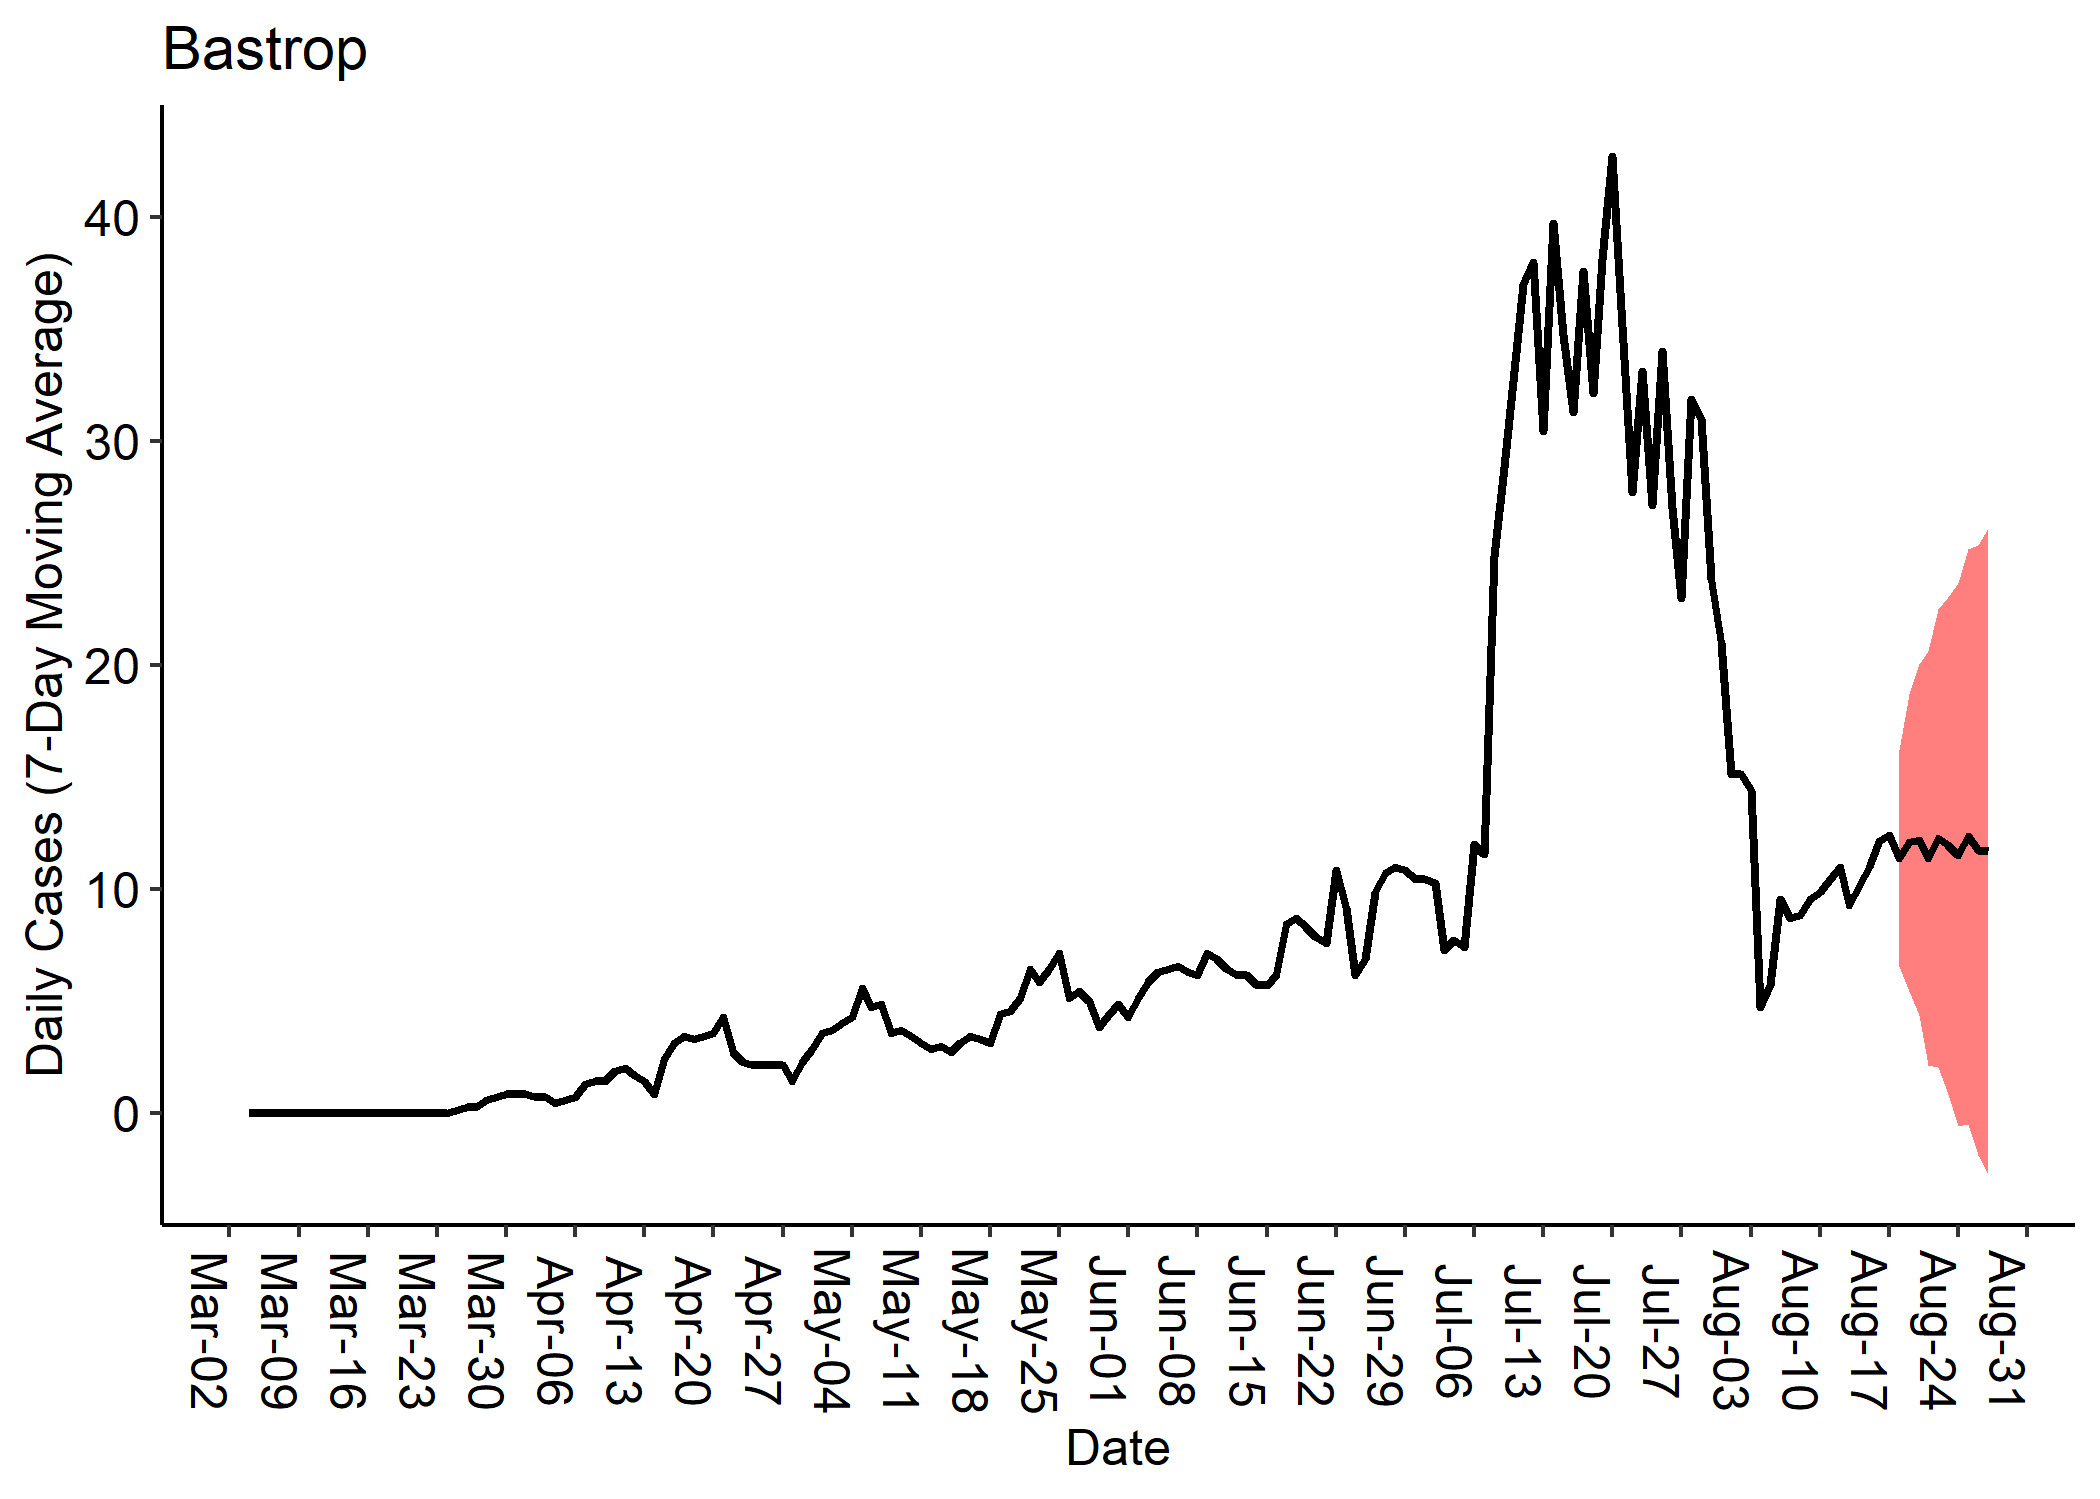 Bastrop
Daily Cases (7-Day Moving Average)
40
30
20
10
0
Mar-02
Mar-09
Mar-16
Mar-23
Mar-30
Apr-06
Apr-13
Apr-20
Apr-27
May-04
May-11
May-18
May-25
Jun-01
Jun-08
Jun-15
Jun-22
Jun-29
Jul-06
Jul-13
Jul-20
Jul-27
Aug-03
Aug-10
Aug-17
Aug-24
Aug-31
Date